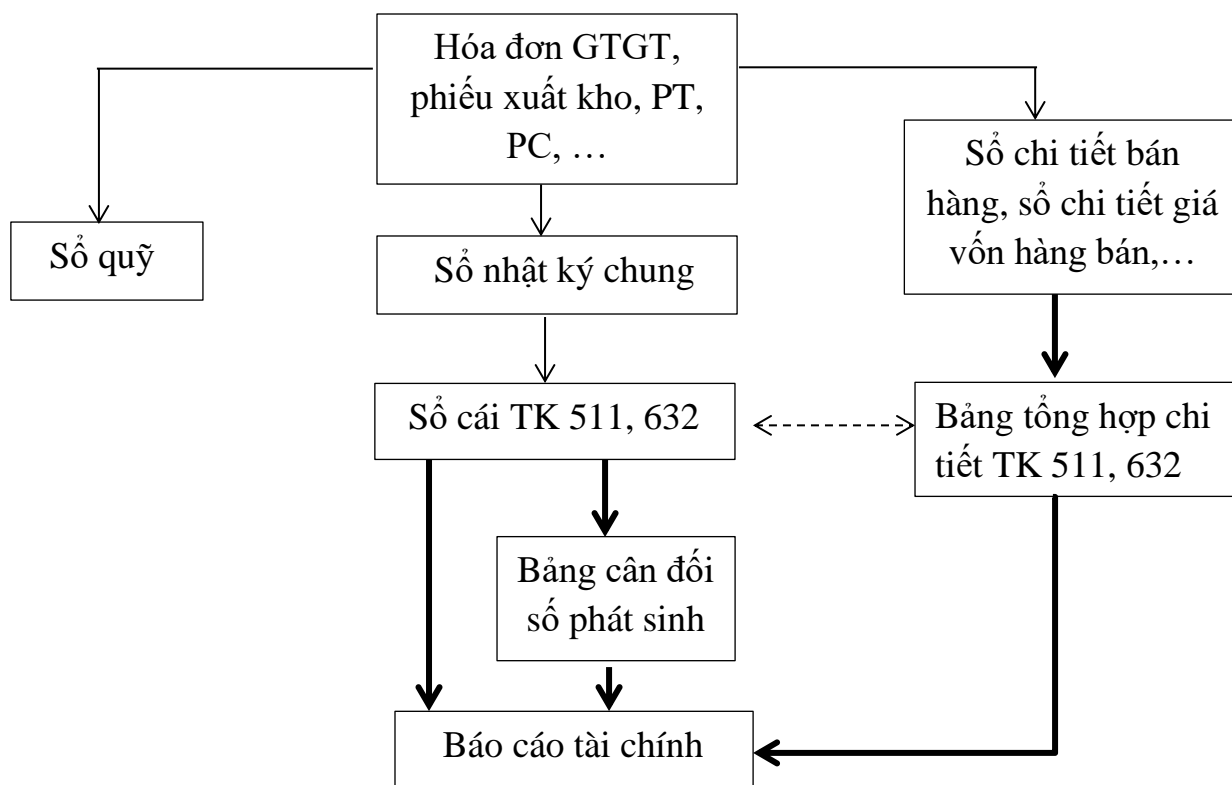 Hóa đơn GTGT,
phiếu xuất kho, PT,
PC, …
Sổ quỹ
Sổ nhật ký chung
Sổ chi tiết bán
hàng, sổ chi tiết giá
vốn hàng bán,…
Sổ cái TK 511, 632
Bảng tổng hợp chi
tiết TK 511, 632
Bảng cân đối
số phát sinh
Báo cáo tài chính